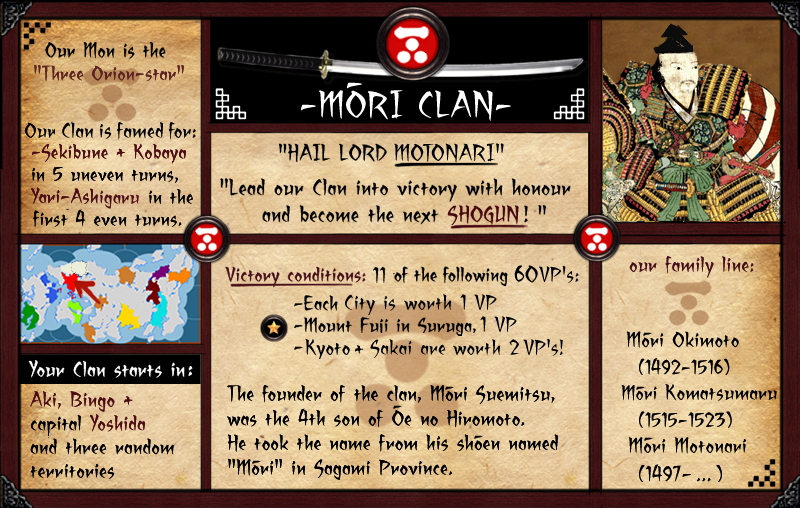 Our Mon is the
"Three Orion-star"
Our Clan is famed for:
-Sekibune + Kobaya
in 5 uneven turns,
Yari-Ashigaru in the
first 4 even turns.
-MŌRI CLAN-
"HAIL LORD MOTONARI"
"Lead our Clan into victory with honour
and become the next SHOGUN! "
Your Clan starts in:
Aki, Bingo +
capital Yoshida
and three random
territories
Victory conditions: 11 of the following 60VP's:
-Each City is worth 1 VP
-Mount Fuji in Suruga, 1 VP
-Kyoto + Sakai are worth 2 VP's!
The founder of the clan, Mōri Suemitsu,
was the 4th son of Ōe no Hiromoto.
He took the name from his shōen named
"Mōri" in Sagami Province.
our family line:
Mōri Okimoto
(1492-1516)
Mōri Komatsumaru
(1515-1523)
Mōri Motonari
(1497- ... )